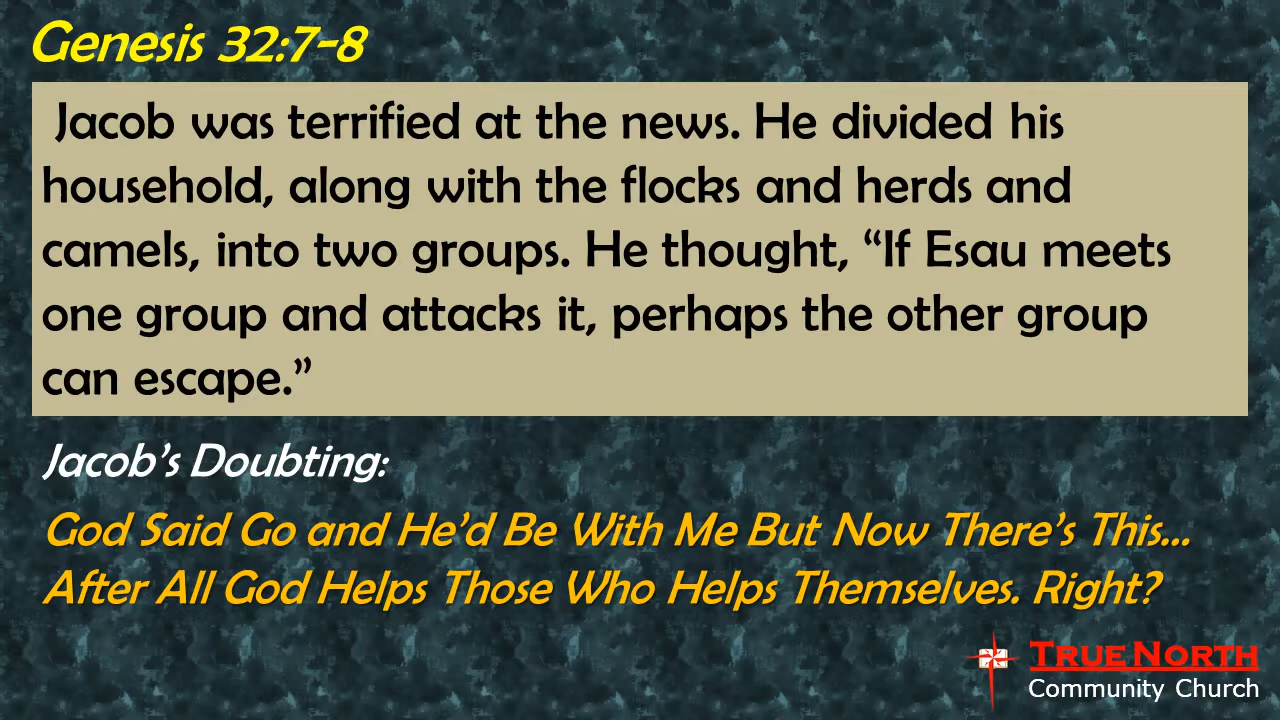 Genesis 32:7-8
Jacob was terrified at the news. He divided his
household, along with the flocks and herds and
camels, into two groups. He thought, “If Esau meets
one group and attacks it, perhaps the other group
can escape.”
Jacob’s Doubting:
God Said Go and He’d Be With Me But Now There’s This...
After All God Helps Those Who Helps Themselves. Right?
True North
Community Church